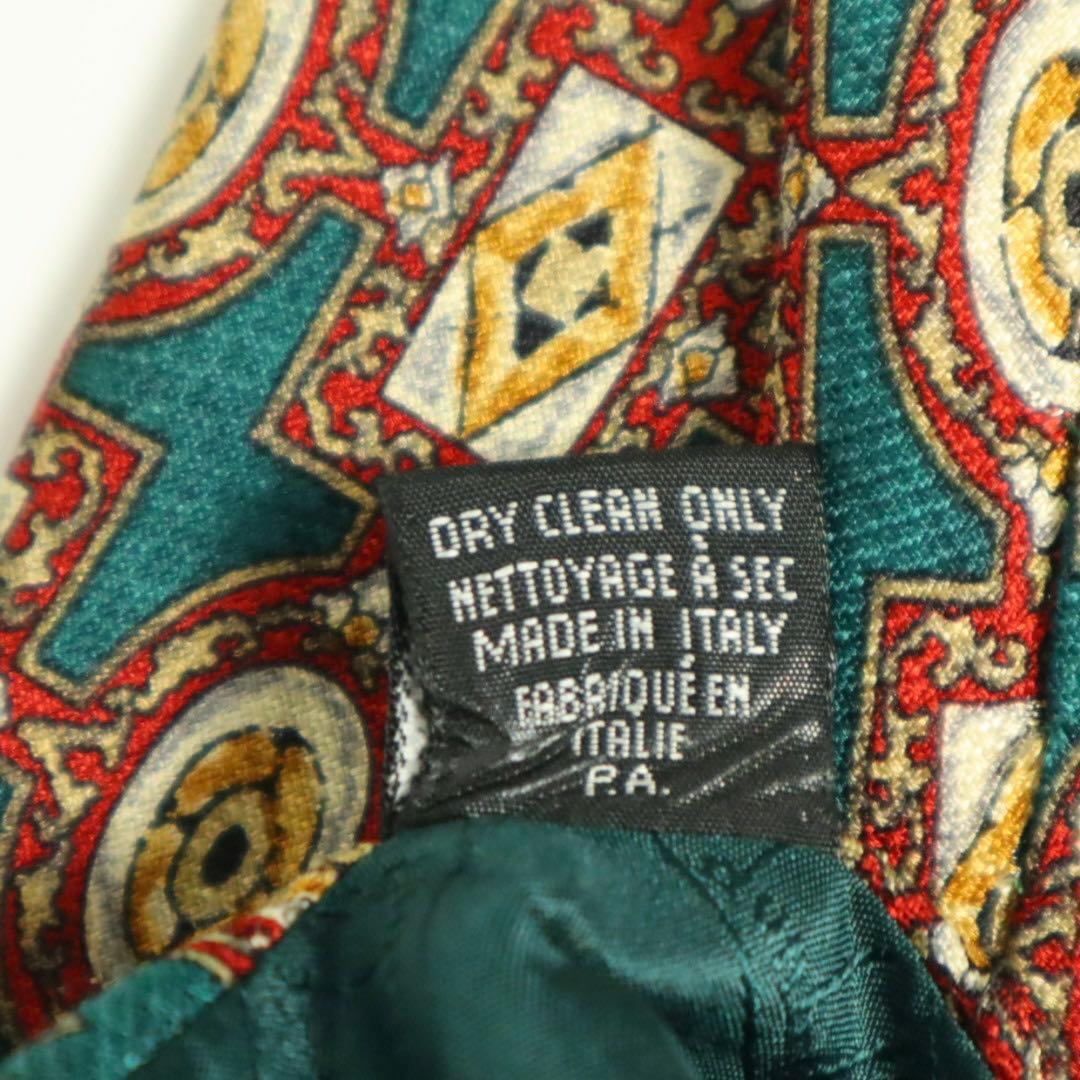 DRY CLEAN ONLY
NETTOYAGE À SEC
MADE IN ITALY
FABRIQUÉ EN
ITALIE
P.A.